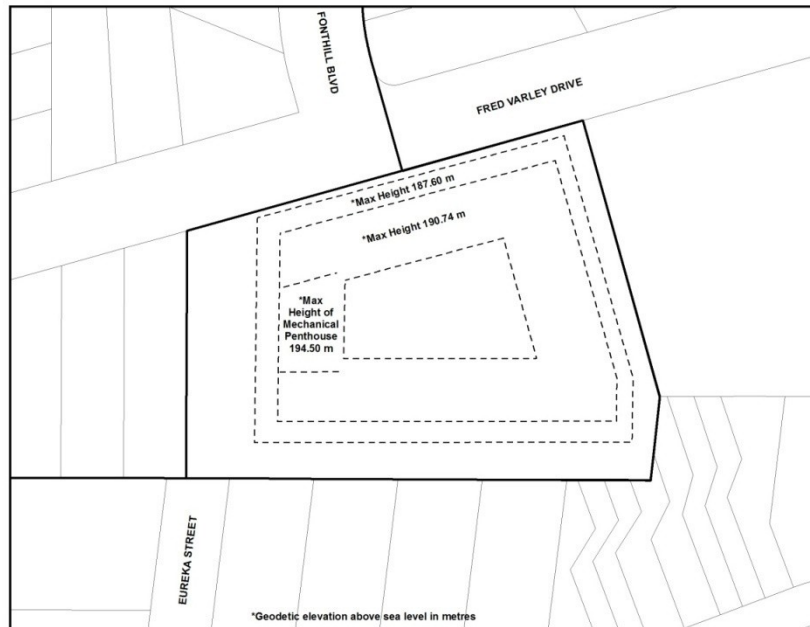 FONTHILL BLVD
FRED VARLEY DRIVE
*Max Height 187.60 m
*Max Height 190.74 m
*Max
Height of
Mechanical
Penthouse
194.50 m
EUREKA STREET
*Geodetic elevation above sea level in metres